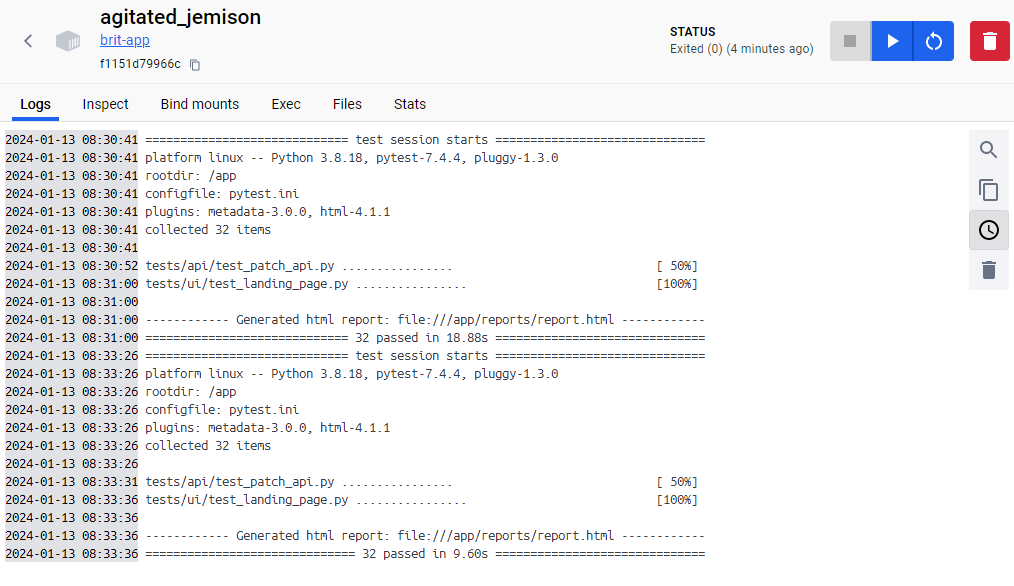 agitated_jemison
brit-app
f1151d79966c
STATUS
Exited (0) (4 minutes ago)
Logs Inspect Bind mounts Exec Files Stats
2024-01-13 08:30:41 ============================= test session starts ==============================
2024-01-13 08:30:41 platform linux -- Python 3.8.18, pytest-7.4.4, pluggy-1.3.0
2024-01-13 08:30:41 rootdir: /app
2024-01-13 08:30:41 configfile: pytest.ini
2024-01-13 08:30:41 plugins: metadata-3.0.0, html-4.1.1
2024-01-13 08:30:41 collected 32 items
2024-01-13 08:30:41
2024-01-13 08:30:52 tests/api/test_patch_api.py ................ [ 50%]
2024-01-13 08:31:00 tests/ui/test_landing_page.py ................ [100%]
2024-01-13 08:31:00
2024-01-13 08:31:00 ------------ Generated html report: file:///app/reports/report.html ------------
2024-01-13 08:31:00 ============================= 32 passed in 18.88s ==============================
2024-01-13 08:33:26 ============================= test session starts ==============================
2024-01-13 08:33:26 platform linux -- Python 3.8.18, pytest-7.4.4, pluggy-1.3.0
2024-01-13 08:33:26 rootdir: /app
2024-01-13 08:33:26 configfile: pytest.ini
2024-01-13 08:33:26 plugins: metadata-3.0.0, html-4.1.1
2024-01-13 08:33:26 collected 32 items
2024-01-13 08:33:26
2024-01-13 08:33:31 tests/api/test_patch_api.py ................ [ 50%]
2024-01-13 08:33:36 tests/ui/test_landing_page.py ................ [100%]
2024-01-13 08:33:36
2024-01-13 08:33:36 ------------ Generated html report: file:///app/reports/report.html ------------
2024-01-13 08:33:36 ============================== 32 passed in 9.60s ==============================